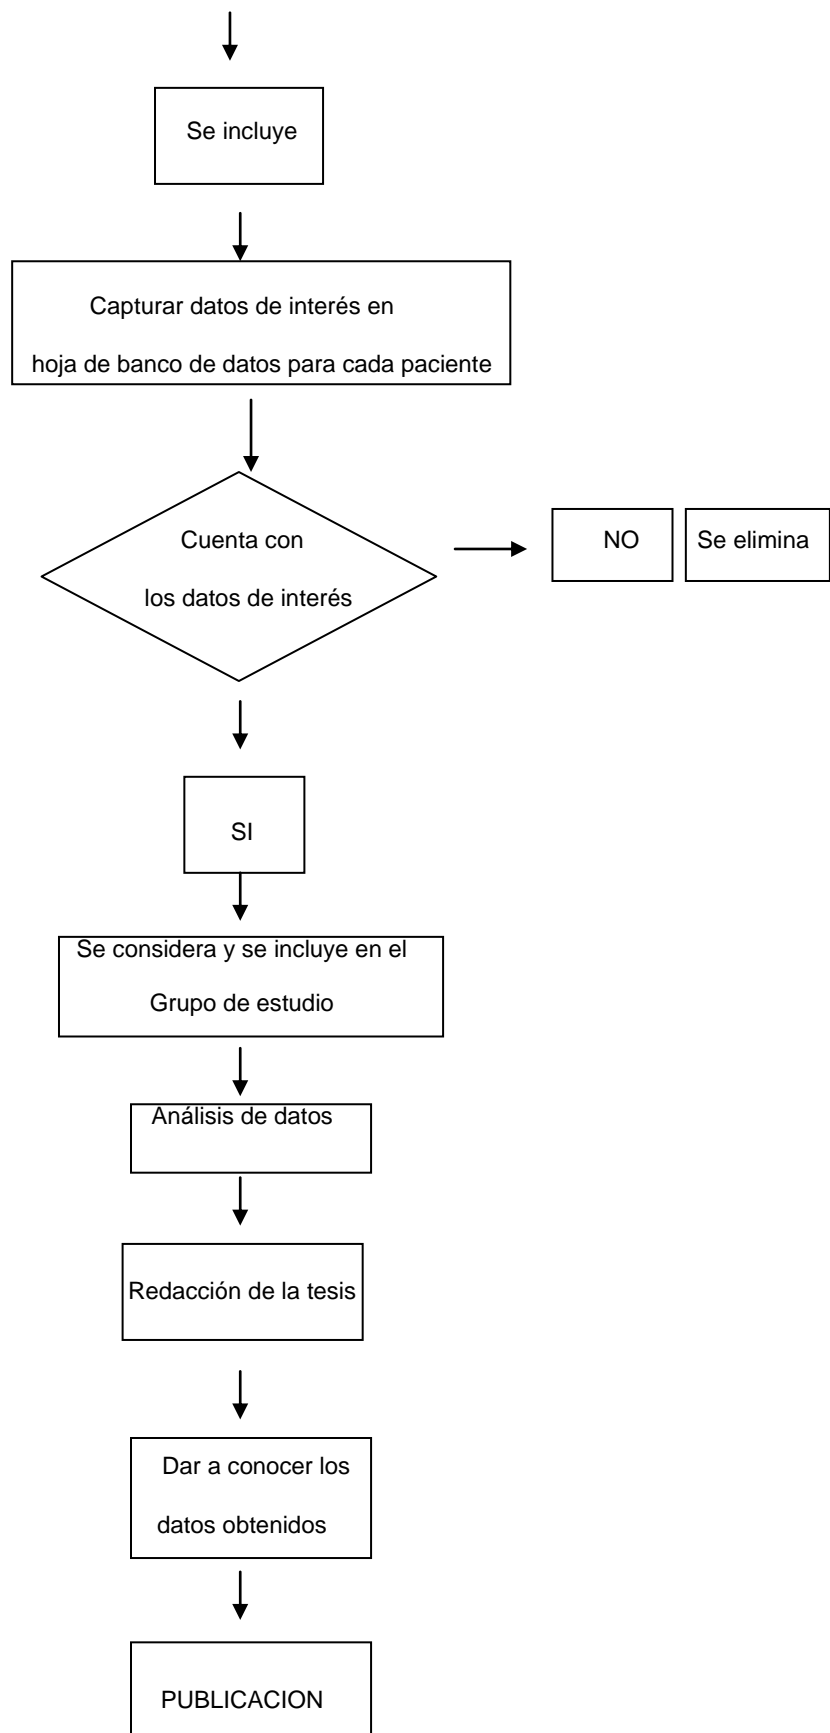 Se incluye
Capturar datos de interés en
hoja de banco de datos para cada paciente
Cuenta con
los datos de interés
NO
Se elimina
SI
Se considera y se incluye en el
Grupo de estudio
Análisis de datos
Redacción de la tesis
Dar a conocer los
datos obtenidos
PUBLICACION